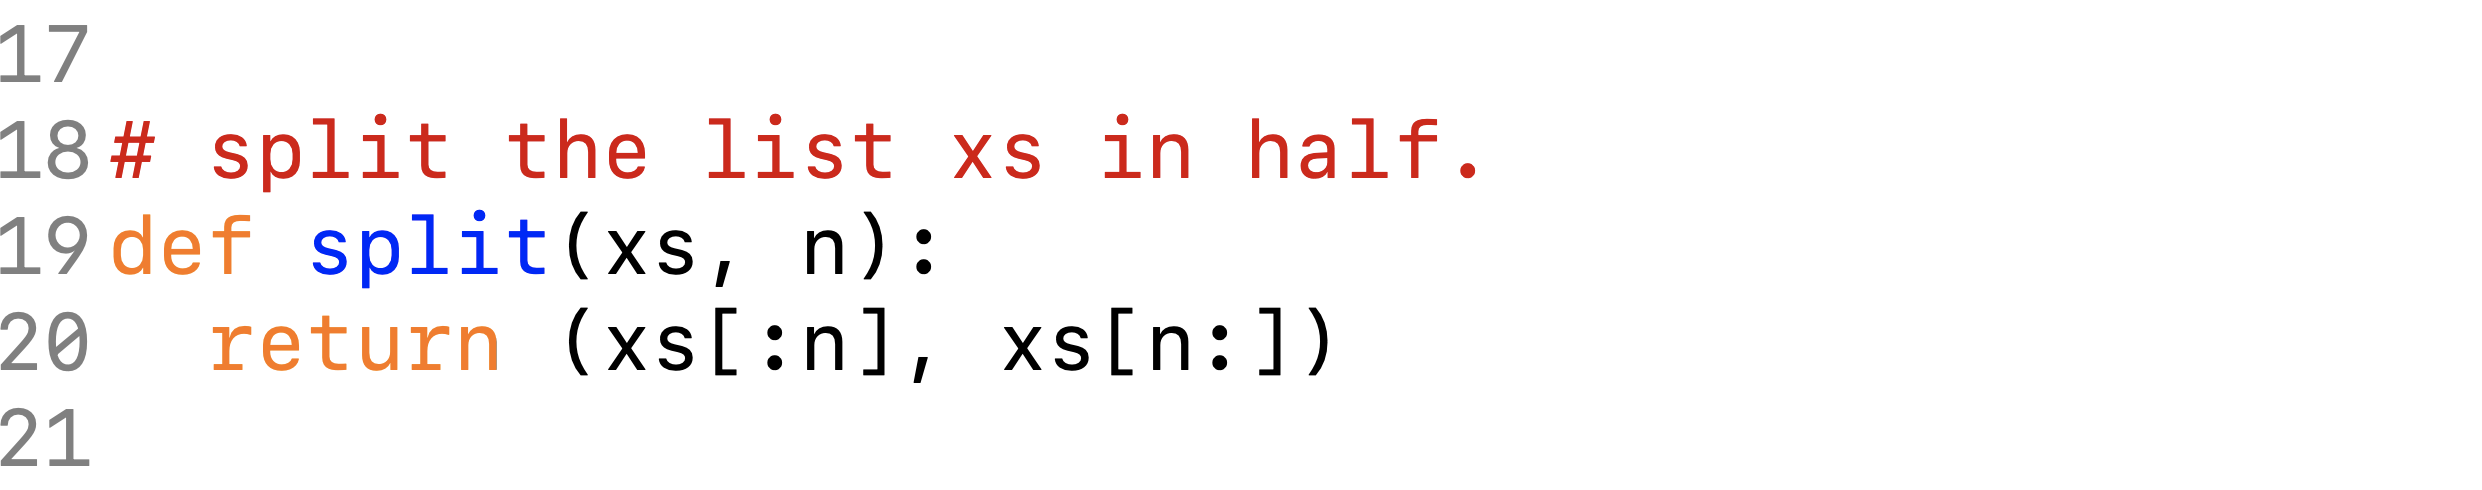 17
18 # split the list xs in half.
19 def split(xs, n):
20   return (xs[:n], xs[n:])
21